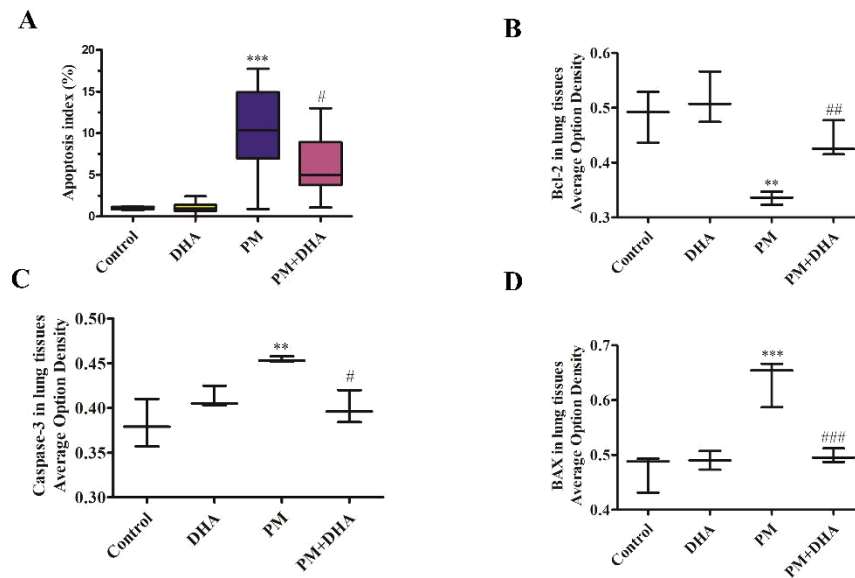 A
Apoptosis index (%)
20
15
10
5
0
***
#
Control
DHA
PM
PM+DHA
B
Bcl-2 in lung tissues
Average Option Density
0.6
0.5
0.4
0.3
**
##
Control
DHA
PM
PM+DHA
C
Caspase-3 in lung tissues
Average Option Density
0.50
0.45
0.40
0.35
0.30
**
#
Control
DHA
PM
PM+DHA
D
BAX in lung tissues
Average Option Density
0.7
0.6
0.5
0.4
***
###
Control
DHA
PM
PM+DHA